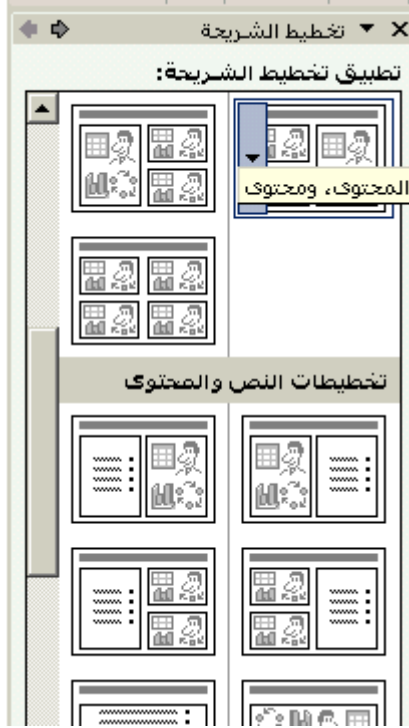 تخطيط الشريحة
تطبيق تخطيط الشريحة:
المحتوى، ومحتوى
تخطيطات النص والمحتوى